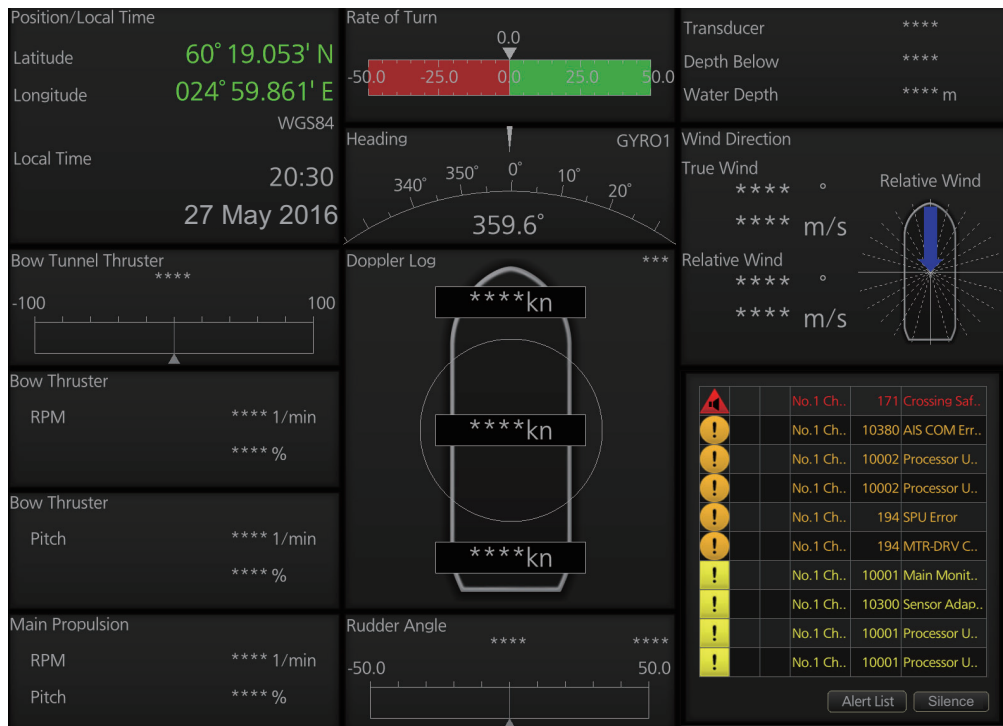 Position/Local Time
Latitude 60° 19.053' N
Longitude 024° 59.861' E
WGS84
Local Time
20:30
27 May 2016
Rate of Turn
0.0
-50.0 -25.0 0.0 25.0 50.0
Transducer ****
Depth Below ****
Water Depth **** m
Heading GYRO1
340° 350° 0° 10° 20°
359.6°
Wind Direction
True Wind
**** °
**** m/s
Relative Wind
Relative Wind
**** °
**** m/s
Bow Tunnel Thruster
****
-100 100
Bow Thruster
RPM **** 1/min
**** %
Bow Thruster
Pitch **** 1/min
**** %
Main Propulsion
RPM **** 1/min
Pitch **** %
Doppler Log ***
****kn
****kn
****kn
Rudder Angle
**** ****
-50.0 50.0
No.1 Ch.. 171 Crossing Saf..
! No.1 Ch.. 10380 AIS COM Err..
! No.1 Ch.. 10002 Processor U..
! No.1 Ch.. 10002 Processor U..
! No.1 Ch.. 194 SPU Error
! No.1 Ch.. 194 MTR-DRV C..
! No.1 Ch.. 10001 Main Monit..
! No.1 Ch.. 10300 Sensor Adap..
! No.1 Ch.. 10001 Processor U..
! No.1 Ch.. 10001 Processor U..
Alert List Silence